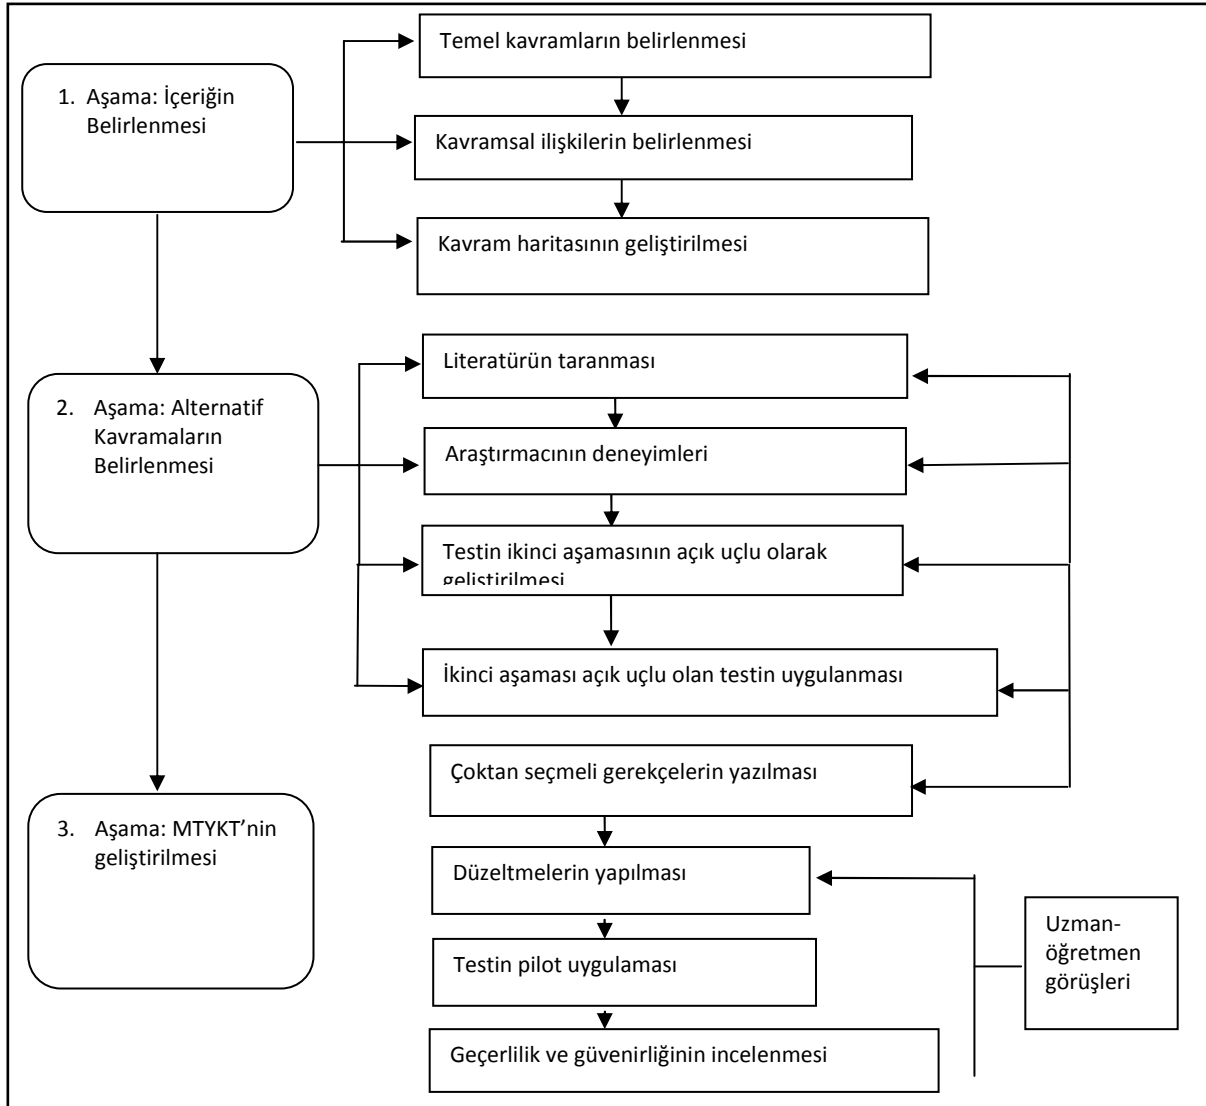 Temel kavramların belirlenmesi
1. Aşama: İçeriğin
Belirlenmesi
Kavramsal ilişkilerin belirlenmesi
Kavram haritasının geliştirilmesi
Literatürün taranması
2. Aşama: Alternatif
Kavramaların
Belirlenmesi
Araştırmacının deneyimleri
Testin ikinci aşamasının açık uçlu olarak
geliştirilmesi
İkinci aşaması açık uçlu olan testin uygulanması
Çoktan seçmeli gerekçelerin yazılması
3. Aşama: MTYKT’nin
geliştirilmesi
Düzeltmelerin yapılması
Uzman-
öğretmen
görüşleri
Testin pilot uygulaması
Geçerlilik ve güvenirliğinin incelenmesi